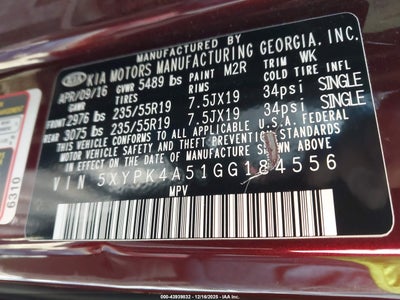 MANUFACTURED BY
KIA KIA MOTORS MANUFACTURING GEORGIA, INC.
APR/09/16 GVWR 5489 lbs PAINT M2R TRIM WK
GAWR TIRES RIMS COLD TIRE INFL
FRONT 2976 lbs 235/55R19 7.5JX19 34psi SINGLE
REAR 3075 lbs 235/55R19 7.5JX19 34psi SINGLE
THIS VEHICLE CONFORMS TO ALL APPLICABLE U.S.A FEDERAL
MOTOR VEHICLE SAFETY AND THEFT PREVENTION STANDARDS
IN EFFECT ON THE DATE OF MANUFACTURE SHOWN ABOVE
VIN 5XYPK4A51GG184556
MPV
6310
000-43939832 - 12/16/2025 - IAA Inc.